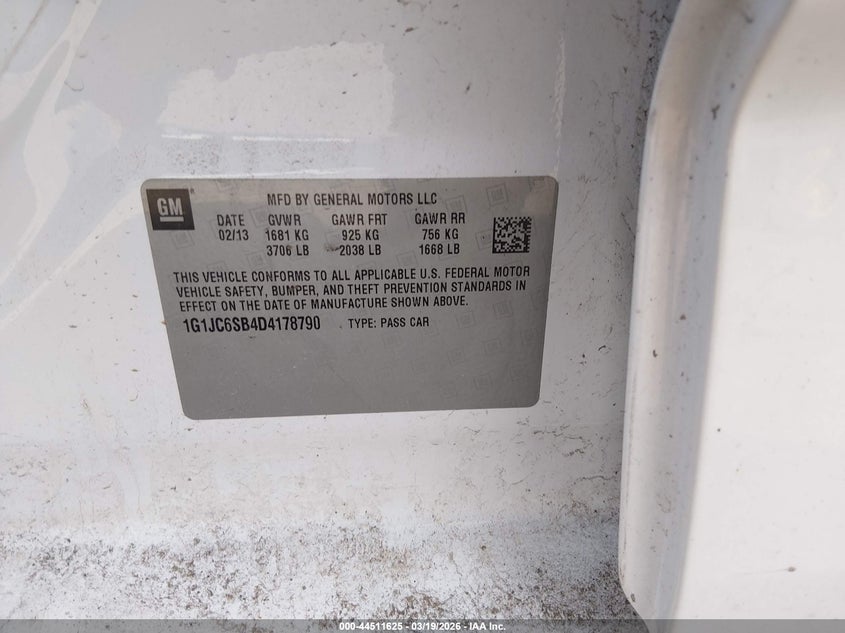 GM
MFD BY GENERAL MOTORS LLC
DATE GVWR GAWR FRT GAWR RR
02/13 1681 KG 925 KG 756 KG
3706 LB 2038 LB 1668 LB
THIS VEHICLE CONFORMS TO ALL APPLICABLE U.S. FEDERAL MOTOR
VEHICLE SAFETY, BUMPER, AND THEFT PREVENTION STANDARDS IN
EFFECT ON THE DATE OF MANUFACTURE SHOWN ABOVE.
1G1JC6SB4D4178790 TYPE: PASS CAR
000-44511625 - 03/19/2026 - IAA Inc.